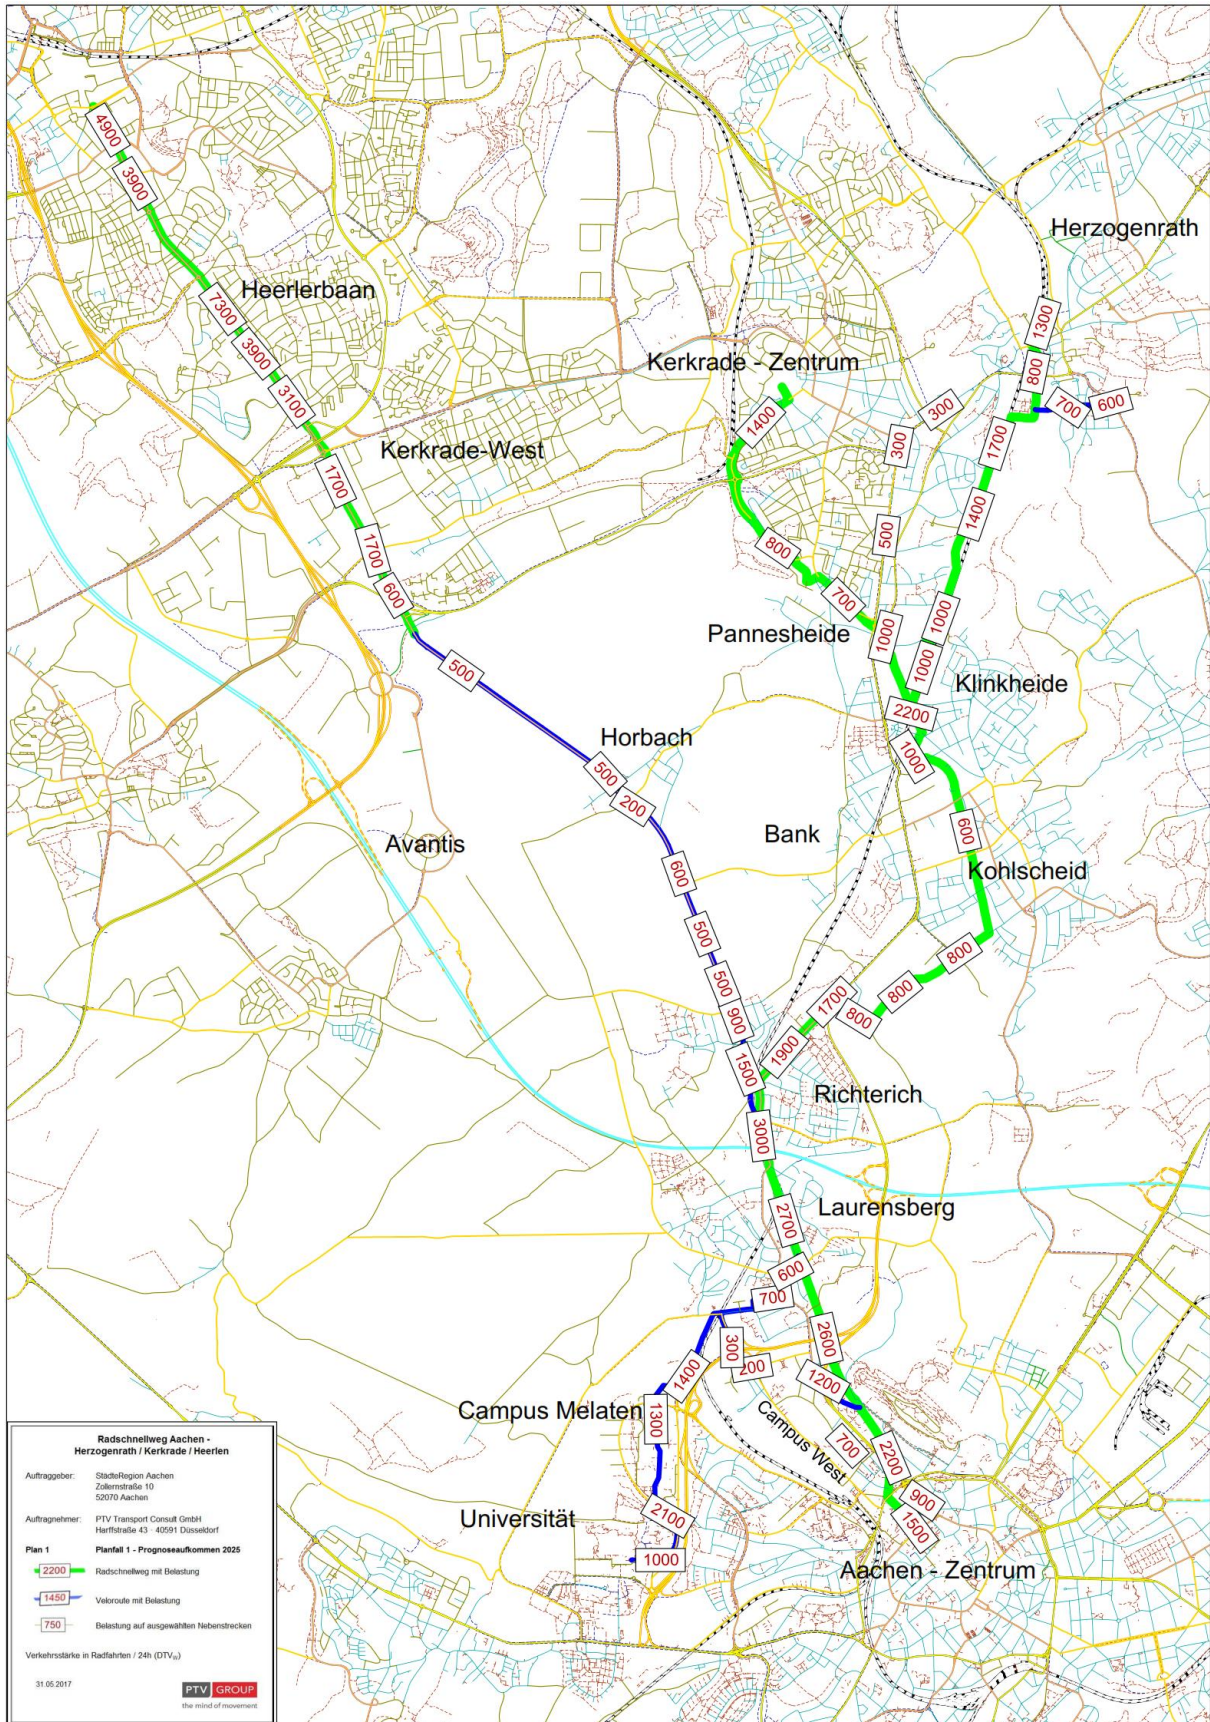 4900
3900
Herzogenrath
Heerlerbaan
7300
1300
3900
Kerkrade - Zentrum
800
3100
1400
300
700
600
Kerkrade-West
300
1700
1700
1400
1700
500
800
600
700
1000
Pannesheide
1000
500
1000
Klinkheide
2200
Horbach
1000
500
200
Bank
600
Avantis
600
Kohlscheid
500
800
500
1700
800
900
800
1900
1500
Richterich
3000
Laurensberg
2700
600
700
2600
300
200
1400
1200
Campus Melaten
1300
Campus West
700
2200
900
Universität
2100
1500
1000
Aachen - Zentrum
Radschnellweg Aachen -
Herzogenrath / Kerkrade / Heerlen
Auftraggeber: StädteRegion Aachen
Zollernstraße 10
52070 Aachen
Auftragnehmer: PTV Transport Consult GmbH
Harffstraße 43 - 40591 Düsseldorf
Plan 1 Planfall 1 - Prognoseaufkommen 2025
2200 Radschnellweg mit Belastung
1450 Veloroute mit Belastung
750 Belastung auf ausgewählten Nebenstrecken
Verkehrsstärke in Radfahrten / 24h (DTVw)
31.05.2017
PTV GROUP
the mind of movement